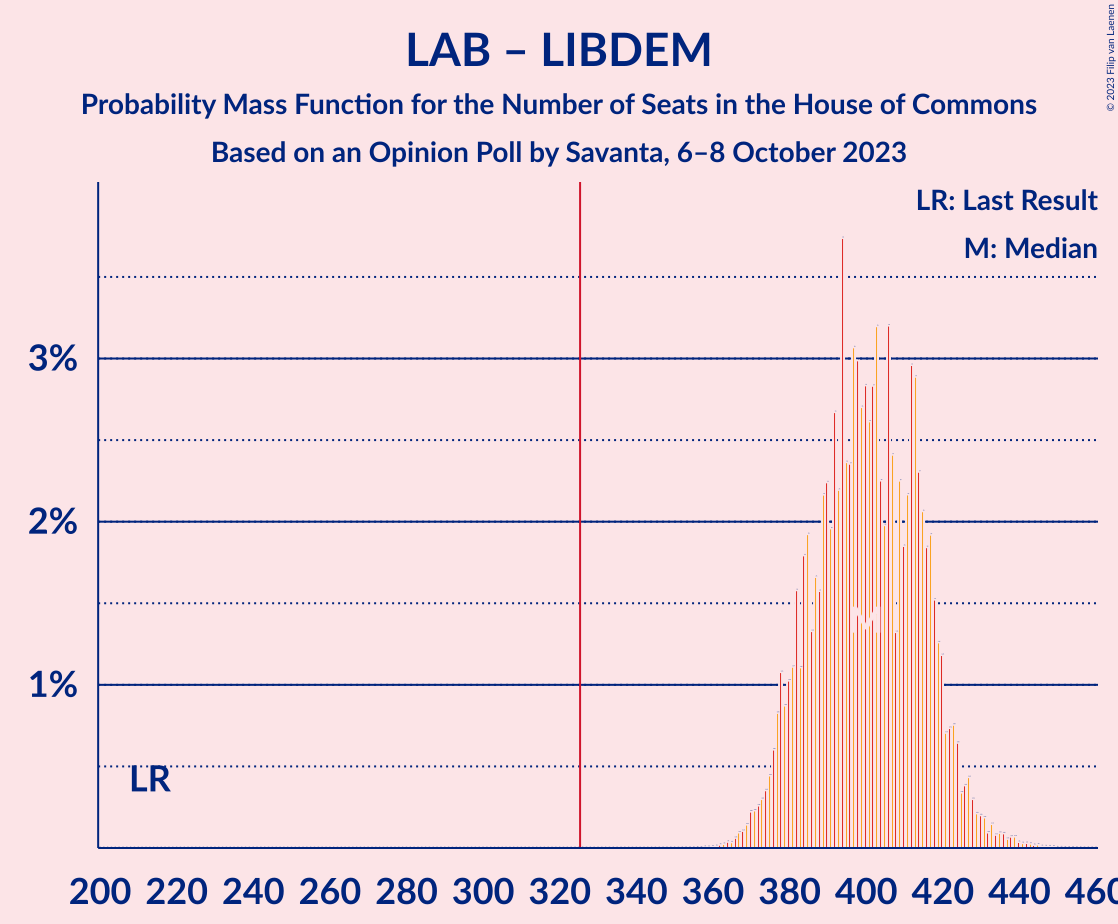 LAB – LIBDEM
Probability Mass Function for the Number of Seats in the House of Commons
Based on an Opinion Poll by Savanta, 6–8 October 2023
© 2023 Filip van Laenen
LR: Last Result
M: Median
3%
2%
1%
LR
M
200 220 240 260 280 300 320 340 360 380 400 420 440 460